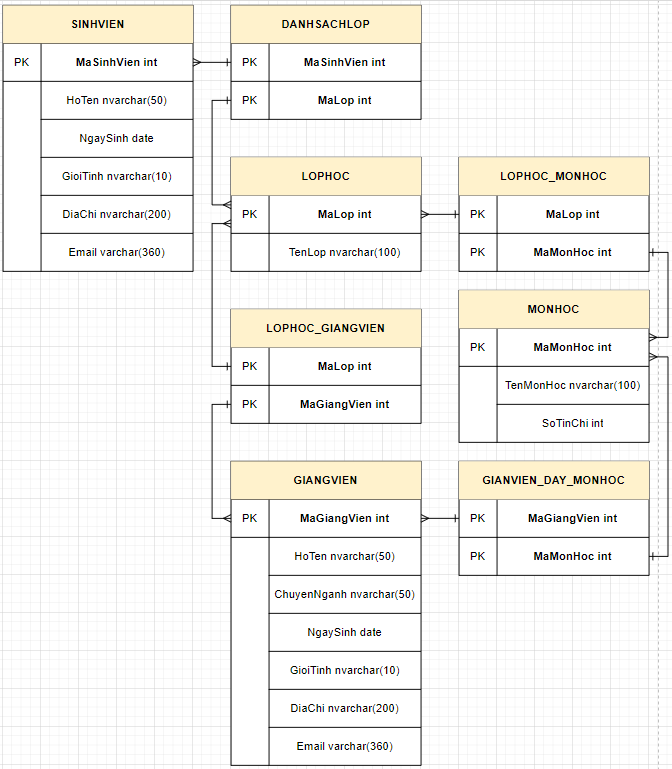 SINHVIEN
PK MaSinhVien int
HoTen nvarchar(50)
NgaySinh date
GioiTinh nvarchar(10)
DiaChi nvarchar(200)
Email varchar(360)
DANHSACHLOP
PK MaSinhVien int
PK MaLop int
LOPHOC
PK MaLop int
TenLop nvarchar(100)
LOPHOC_MONHOC
PK MaLop int
PK MaMonHoc int
MONHOC
PK MaMonHoc int
TenMonHoc nvarchar(100)
SoTinChi int
LOPHOC_GIANGVIEN
PK MaLop int
PK MaGiangVien int
GIANGVIEN
PK MaGiangVien int
HoTen nvarchar(50)
ChuyenNganh nvarchar(50)
NgaySinh date
GioiTinh nvarchar(10)
DiaChi nvarchar(200)
Email varchar(360)
GIANVIEN_DAY_MONHOC
PK MaGiangVien int
PK MaMonHoc int